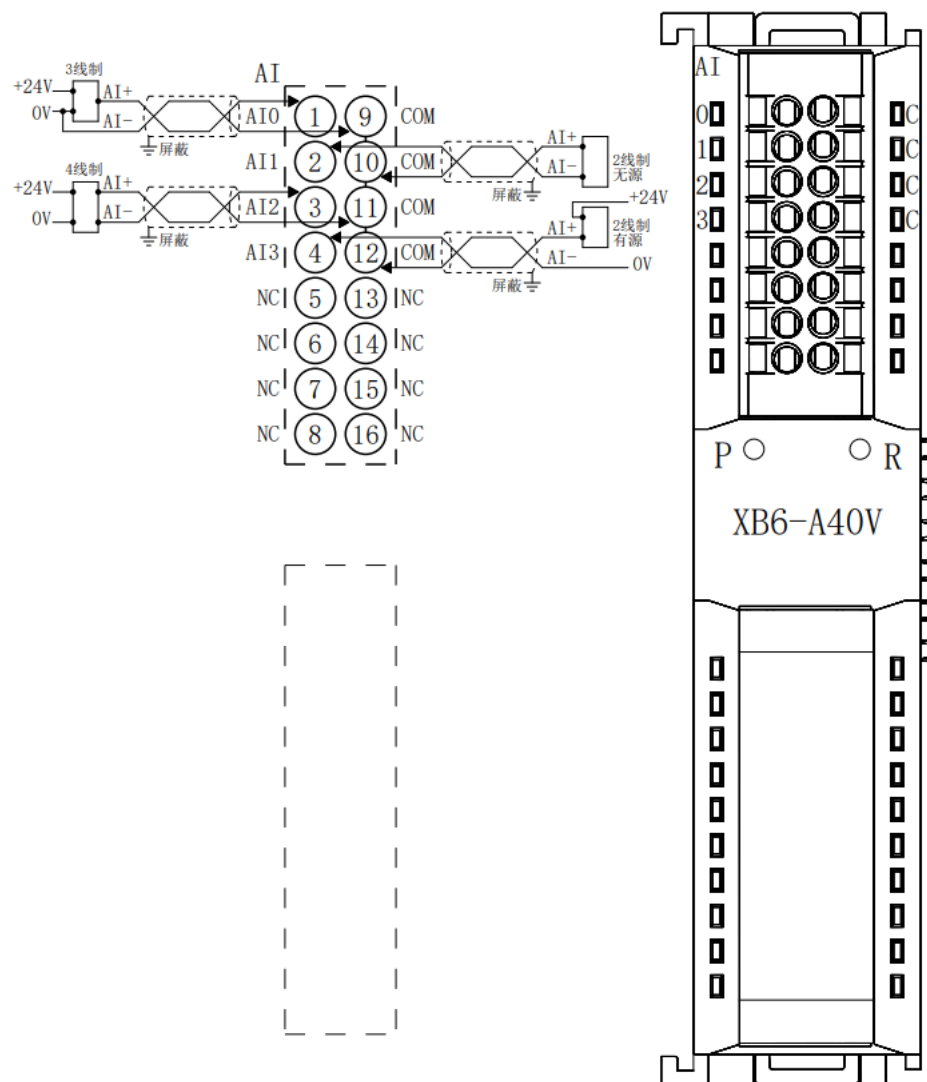 AI
3线制
+24V
0V
AI+
AI-
屏蔽
AI0
1
9
COM
AI1
2
10
COM
AI+
AI-
2线制
无源
屏蔽
4线制
+24V
0V
AI+
AI-
屏蔽
AI2
3
11
COM
AI3
4
12
COM
+24V
AI+
AI-
2线制
有源
0V
屏蔽
NC
5
13
NC
NC
6
14
NC
NC
7
15
NC
NC
8
16
NC
AI
0
C
1
C
2
C
3
C
P
R
XB6-A40V